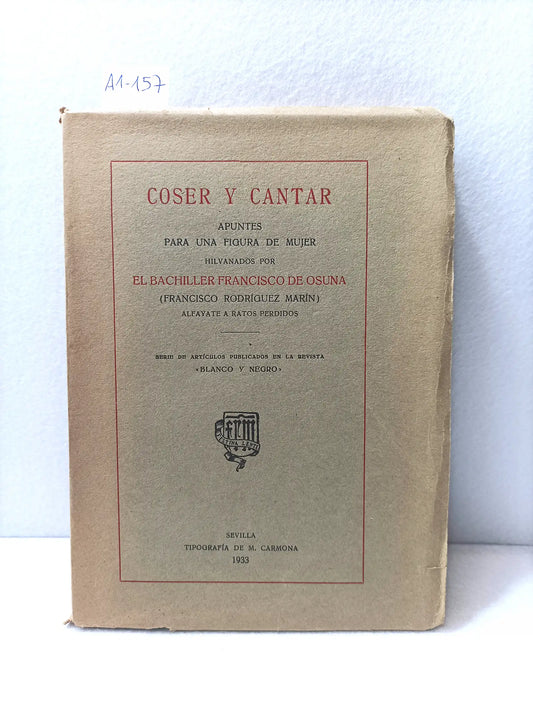 A1-157
COSER Y CANTAR
APUNTES
PARA UNA FIGURA DE MUJER
HILVANADOS POR
EL BACHILLER FRANCISCO DE OSUNA
(FRANCISCO RODRÍGUEZ MARÍN)
ALFAYATE A RATOS PERDIDOS
SERIE DE ARTÍCULOS PUBLICADOS EN LA REVISTA
«BLANCO Y NEGRO»
frm
SEVILLA
TIPOGRAFÍA DE M. CARMONA
1933